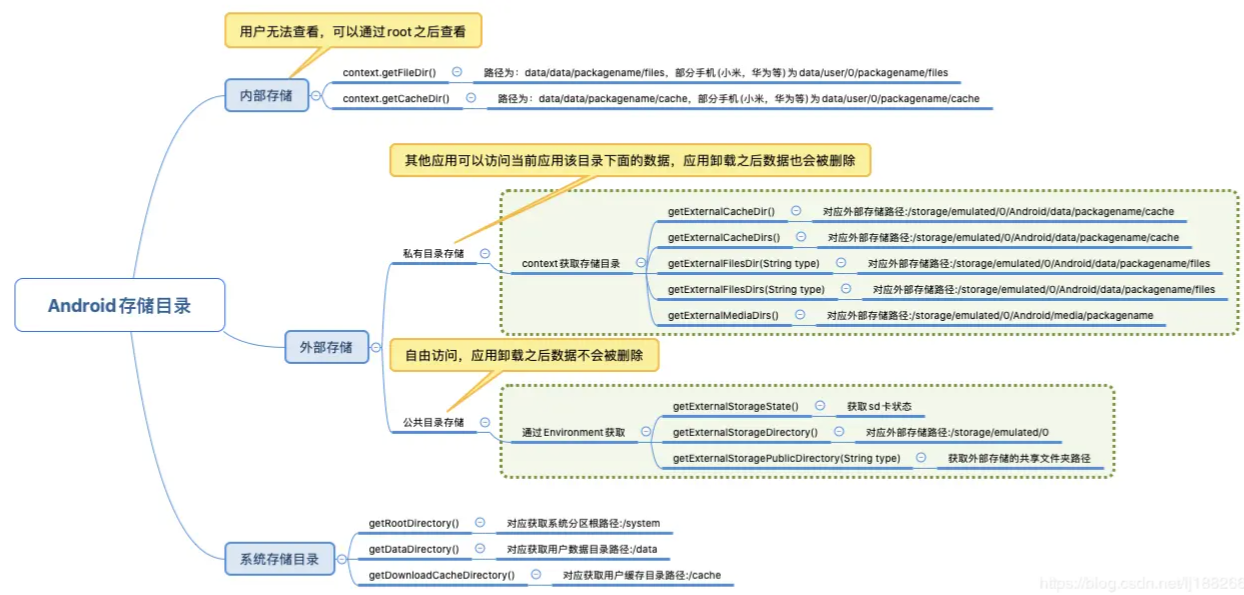 用户无法查看，可以通过root之后查看
内部存储
context.getFileDir()
路径为：data/data/packagename/files，部分手机(小米，华为等)为data/user/0/packagename/files
context.getCacheDir()
路径为：data/data/packagename/cache，部分手机(小米，华为等)为data/user/0/packagename/cache
其他应用可以访问当前应用该目录下面的数据，应用卸载之后数据也会被删除
Android存储目录
外部存储
私有目录存储
context获取存储目录
getExternalCacheDir()
对应外部存储路径:/storage/emulated/0/Android/data/packagename/cache
getExternalCacheDirs()
对应外部存储路径:/storage/emulated/0/Android/data/packagename/cache
getExternalFilesDir(String type)
对应外部存储路径:/storage/emulated/0/Android/data/packagename/files
getExternalFilesDirs(String type)
对应外部存储路径:/storage/emulated/0/Android/data/packagename/files
getExternalMediaDirs()
对应外部存储路径:/storage/emulated/0/Android/media/packagename
自由访问，应用卸载之后数据不会被删除
公共目录存储
通过Environment获取
getExternalStorageState()
获取sd卡状态
getExternalStorageDirectory()
对应外部存储路径:/storage/emulated/0
getExternalStoragePublicDirectory(String type)
获取外部存储的共享文件夹路径
系统存储目录
getRootDirectory()
对应获取系统分区根路径:/system
getDataDirectory()
对应获取用户数据目录路径:/data
getDownloadCacheDirectory()
对应获取用户缓存目录路径:/cache